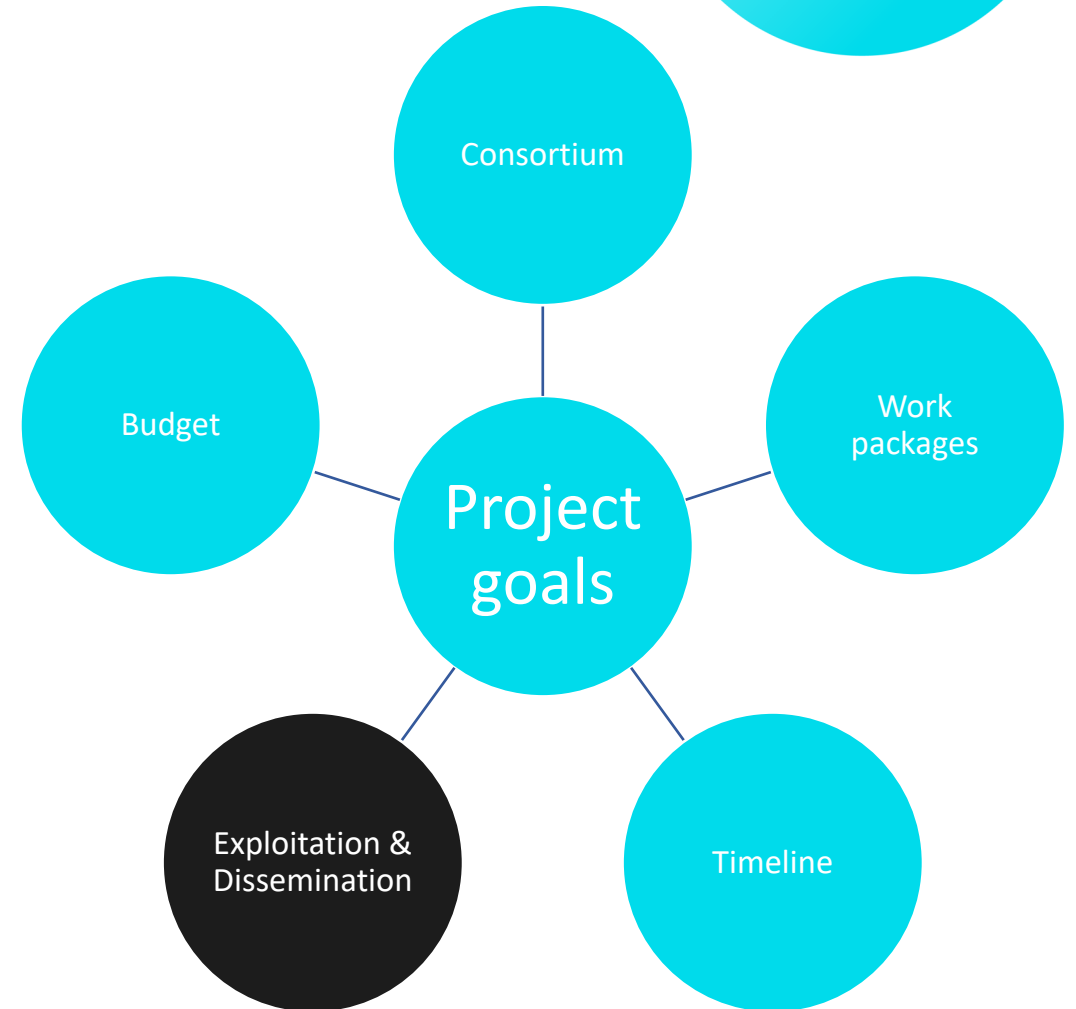 Consortium
Budget
Work
packages
Project
goals
Exploitation &
Dissemination
Timeline